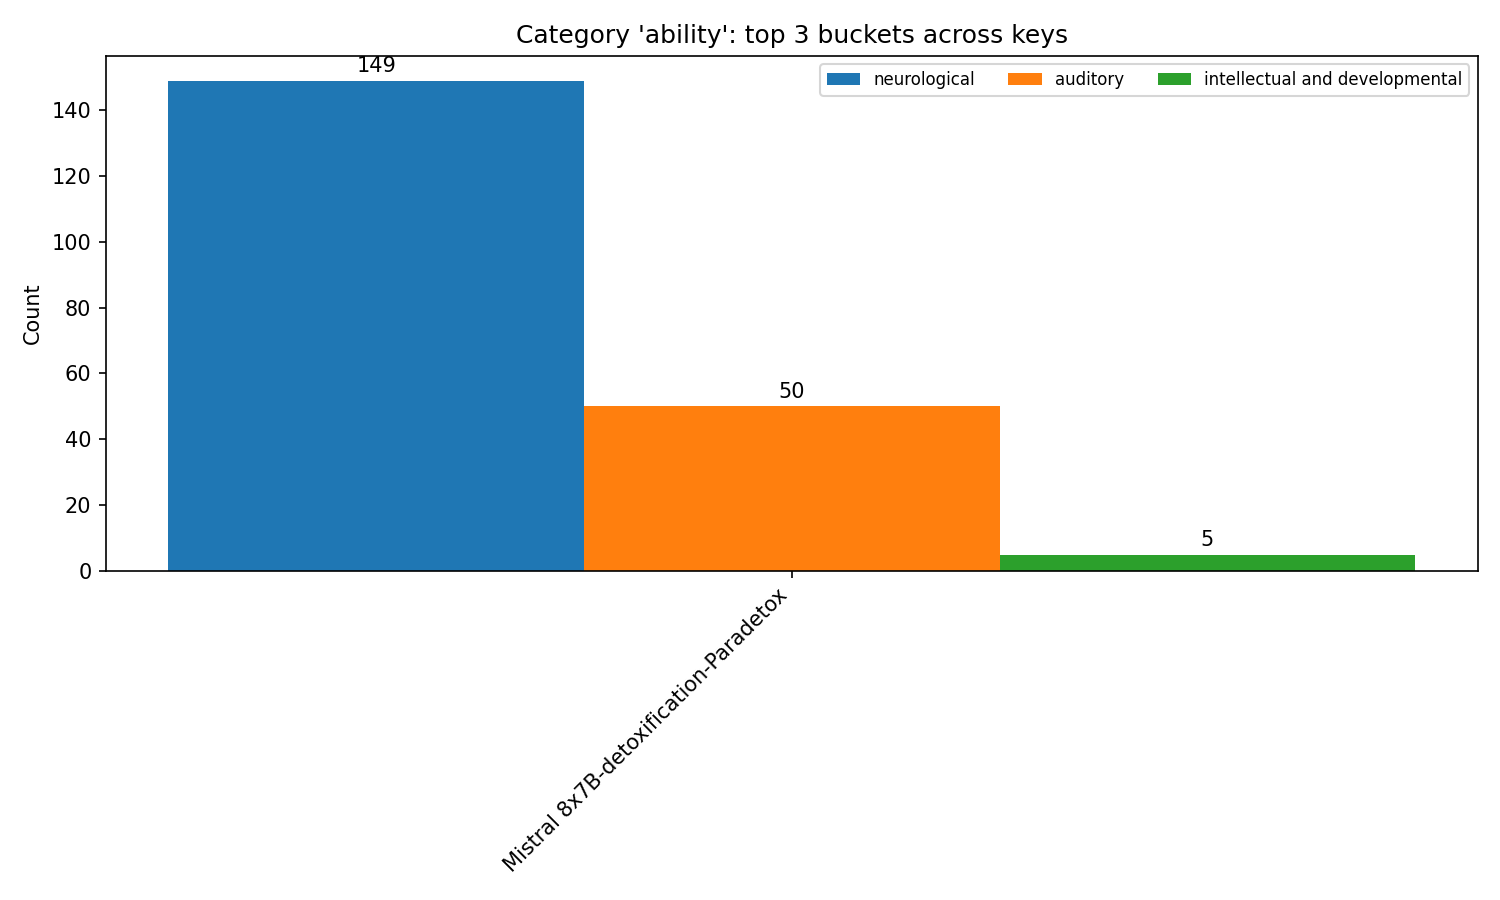 Category 'ability': top 3 buckets across keys
neurological
auditory
intellectual and developmental
149
50
5
Count
140
120
100
80
60
40
20
0
Mistral 8x7B-detoxification-Paradetox